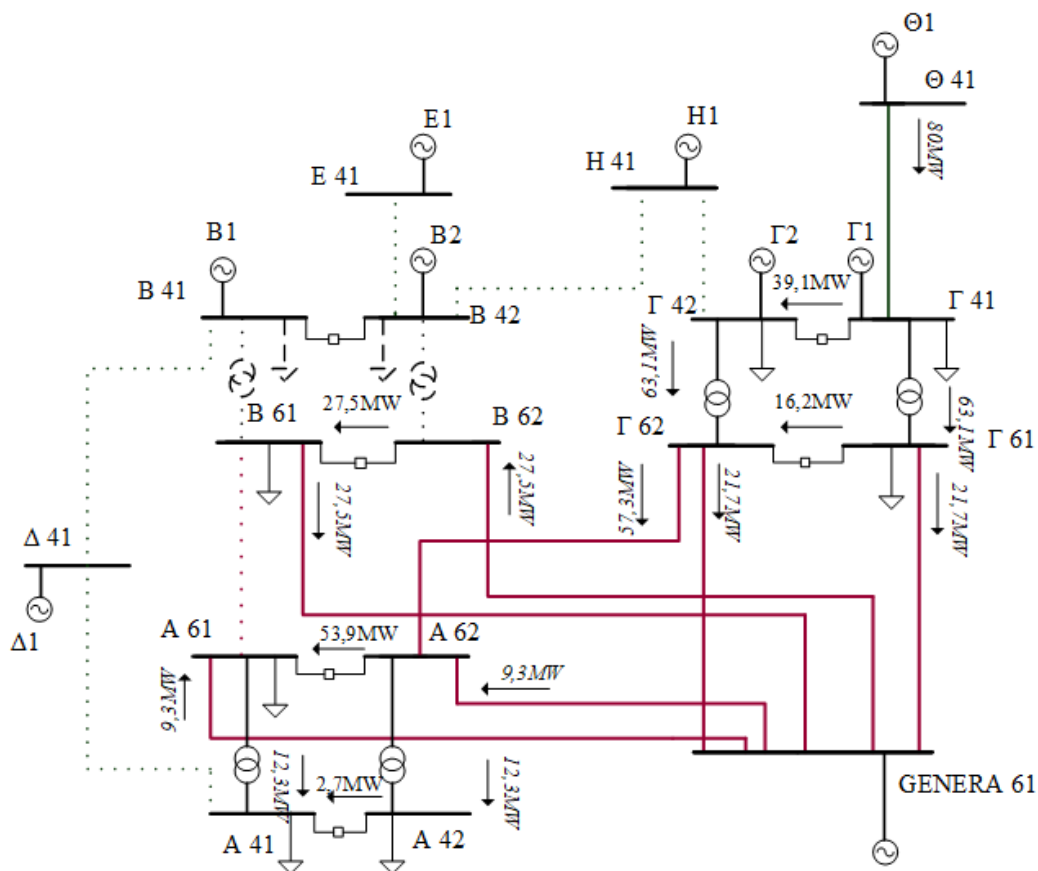 Θ1
Θ 41
80MW
E1
E 41
H1
H 41
B1
B2
B 41
B 42
Γ2
Γ1
39,1MW
Γ 42
Γ 41
63,1MW
63,1MW
27,5MW
16,2MW
B 61
B 62
Γ 62
Γ 61
27,5MW
27,5MW
57,3MW
21,7MW
21,7MW
Δ 41
Δ1
A 61
53,9MW
A 62
9,3MW
9,3MW
12,3MW
2,7MW
12,3MW
A 41
A 42
GENERA 61